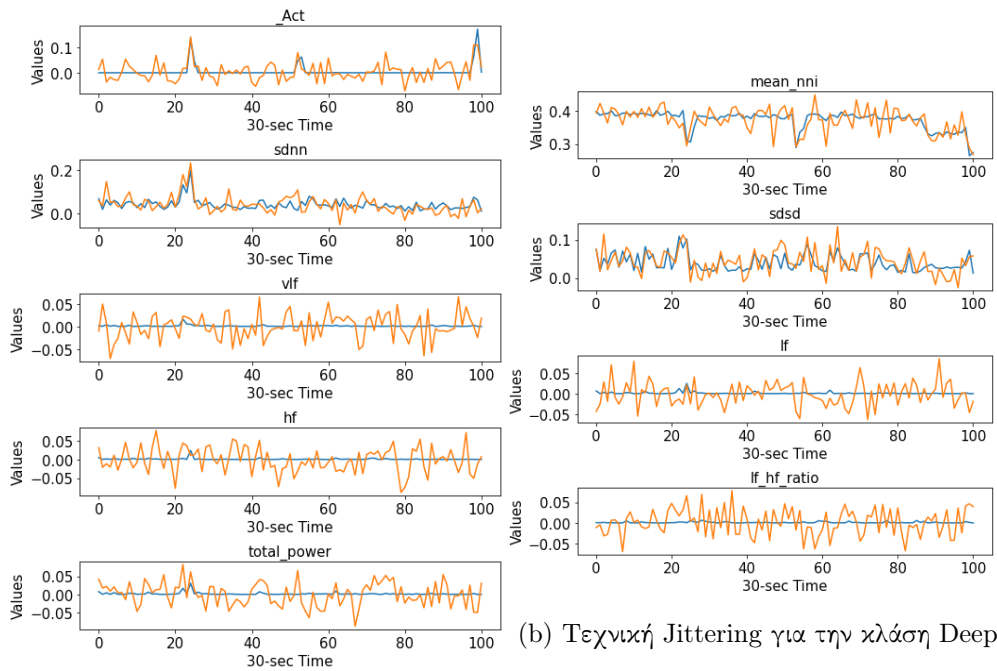 _Act
Values
0.1
0.0
0 20 40 60 80 100
30-sec Time
sdnn
Values
0.2
0.0
0 20 40 60 80 100
30-sec Time
vlf
Values
0.05
0.00
−0.05
0 20 40 60 80 100
30-sec Time
hf
Values
0.05
0.00
−0.05
0 20 40 60 80 100
30-sec Time
total_power
Values
0.05
0.00
−0.05
0 20 40 60 80 100
30-sec Time
mean_nni
Values
0.4
0.3
0 20 40 60 80 100
30-sec Time
sdsd
Values
0.1
0.0
0 20 40 60 80 100
30-sec Time
lf
Values
0.05
0.00
−0.05
0 20 40 60 80 100
30-sec Time
lf_hf_ratio
Values
0.05
0.00
−0.05
0 20 40 60 80 100
30-sec Time
(b) Τεχνική Jittering για την κλάση Deep